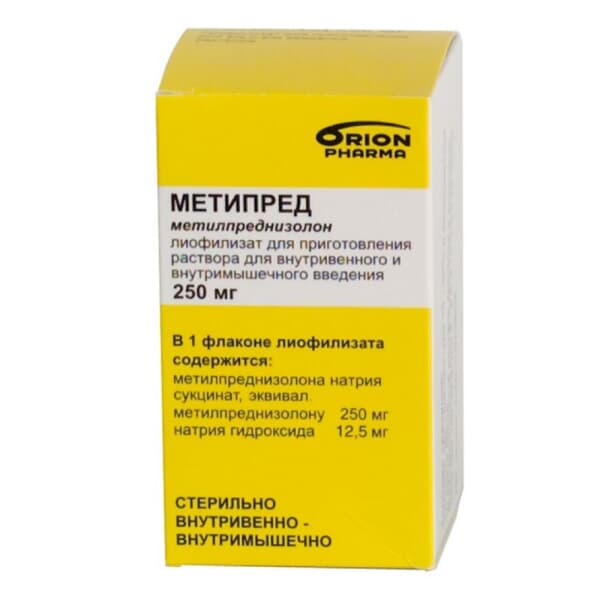 ORION
PHARMA
МЕТИПРЕД
метилпреднизолон
лиофилизат для приготовления
раствора для внутривенного и
внутримышечного введения
250 мг
В 1 флаконе лиофилизата
содержится:
метилпреднизолона натрия
сукцинат, эквивал.
метилпреднизолону 250 мг
натрия гидроксида 12,5 мг
СТЕРИЛЬНО
ВНУТРИВЕННО -
ВНУТРИМЫШЕЧНО